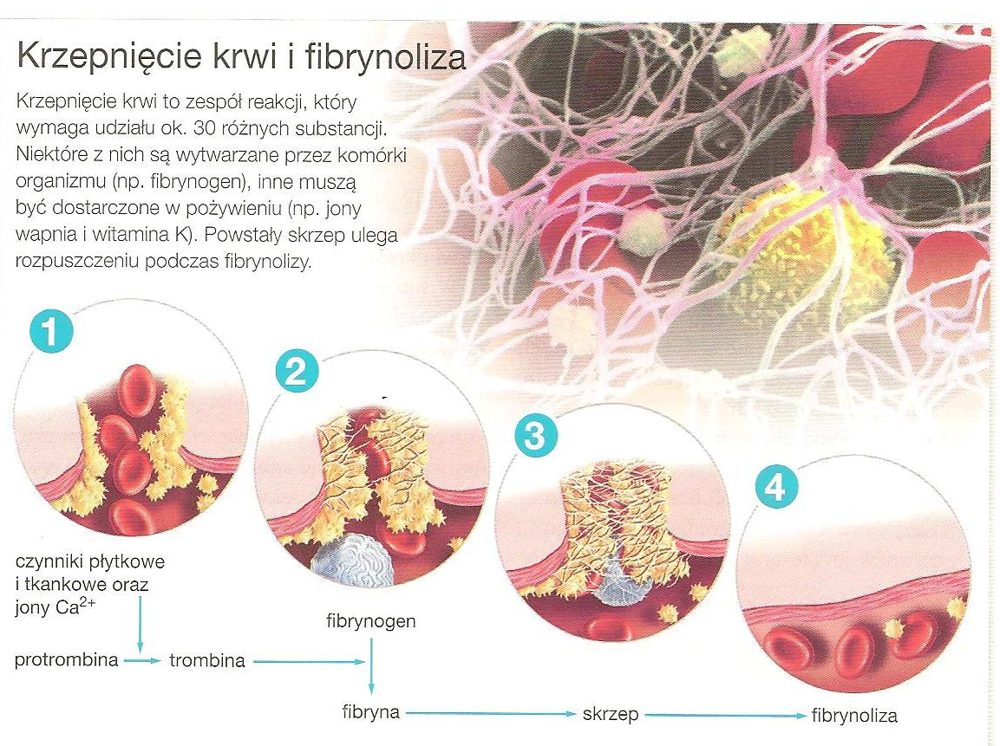 Krzepnięcie krwi i fibrynoliza
Krzepnięcie krwi to zespół reakcji, który
wymaga udziału ok. 30 różnych substancji.
Niektóre z nich są wytwarzane przez komórki
organizmu (np. fibrynogen), inne muszą
być dostarczone w pożywieniu (np. jony
wapnia i witamina K). Powstały skrzep ulega
rozpuszczeniu podczas fibrynolizy.
1
2
3
4
czynniki płytkowe
i tkankowe oraz
jony Ca²⁺
fibrynogen
protrombina
trombina
fibryna
skrzep
fibrynoliza